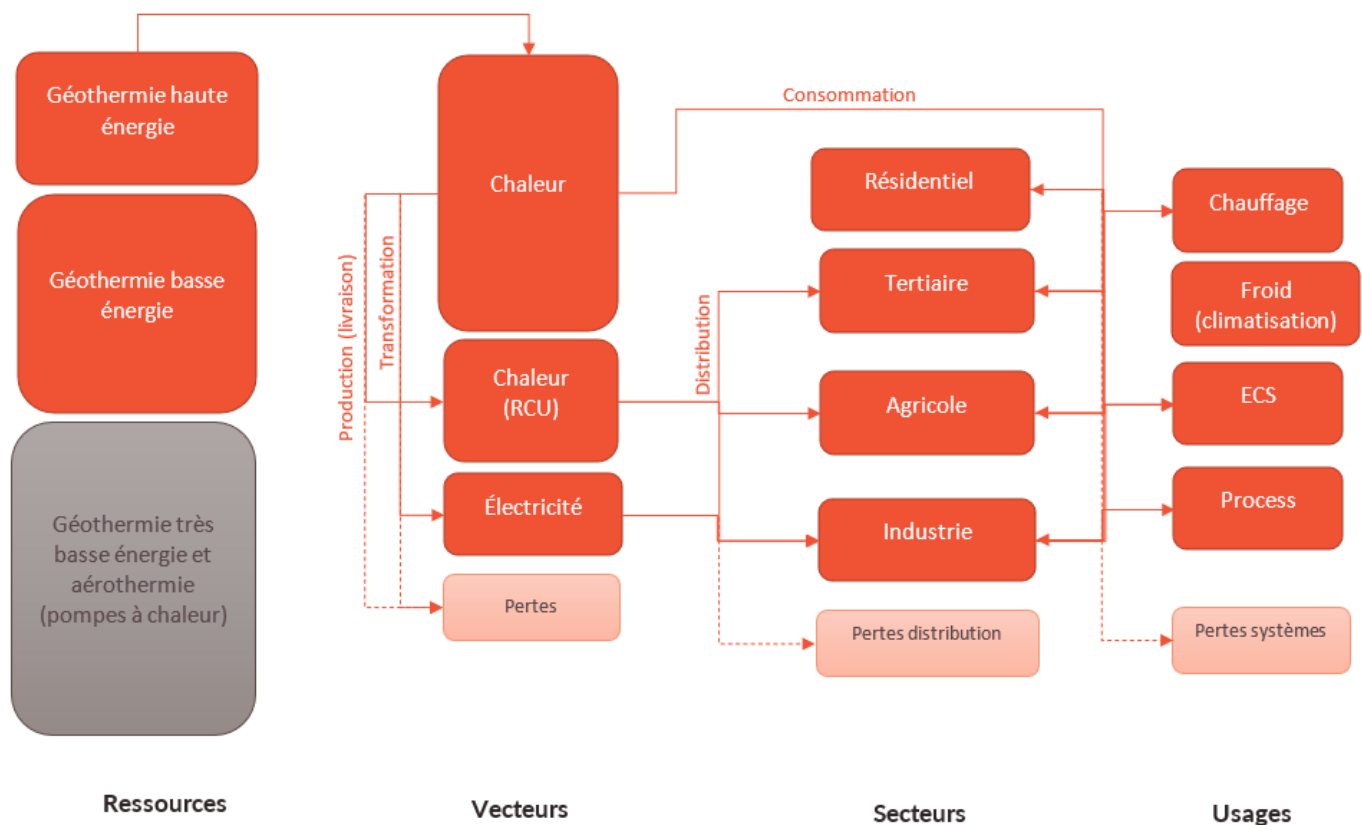 Géothermie haute
énergie
Géothermie basse
énergie
Géothermie très
basse énergie et
aérothermie
(pompes à chaleur)
Ressources
Production (livraison)
Transformation
Chaleur
Chaleur
(RCU)
Électricité
Pertes
Vecteurs
Distribution
Consommation
Résidentiel
Tertiaire
Agricole
Industrie
Pertes distribution
Secteurs
Chauffage
Froid
(climatisation)
ECS
Process
Pertes systèmes
Usages